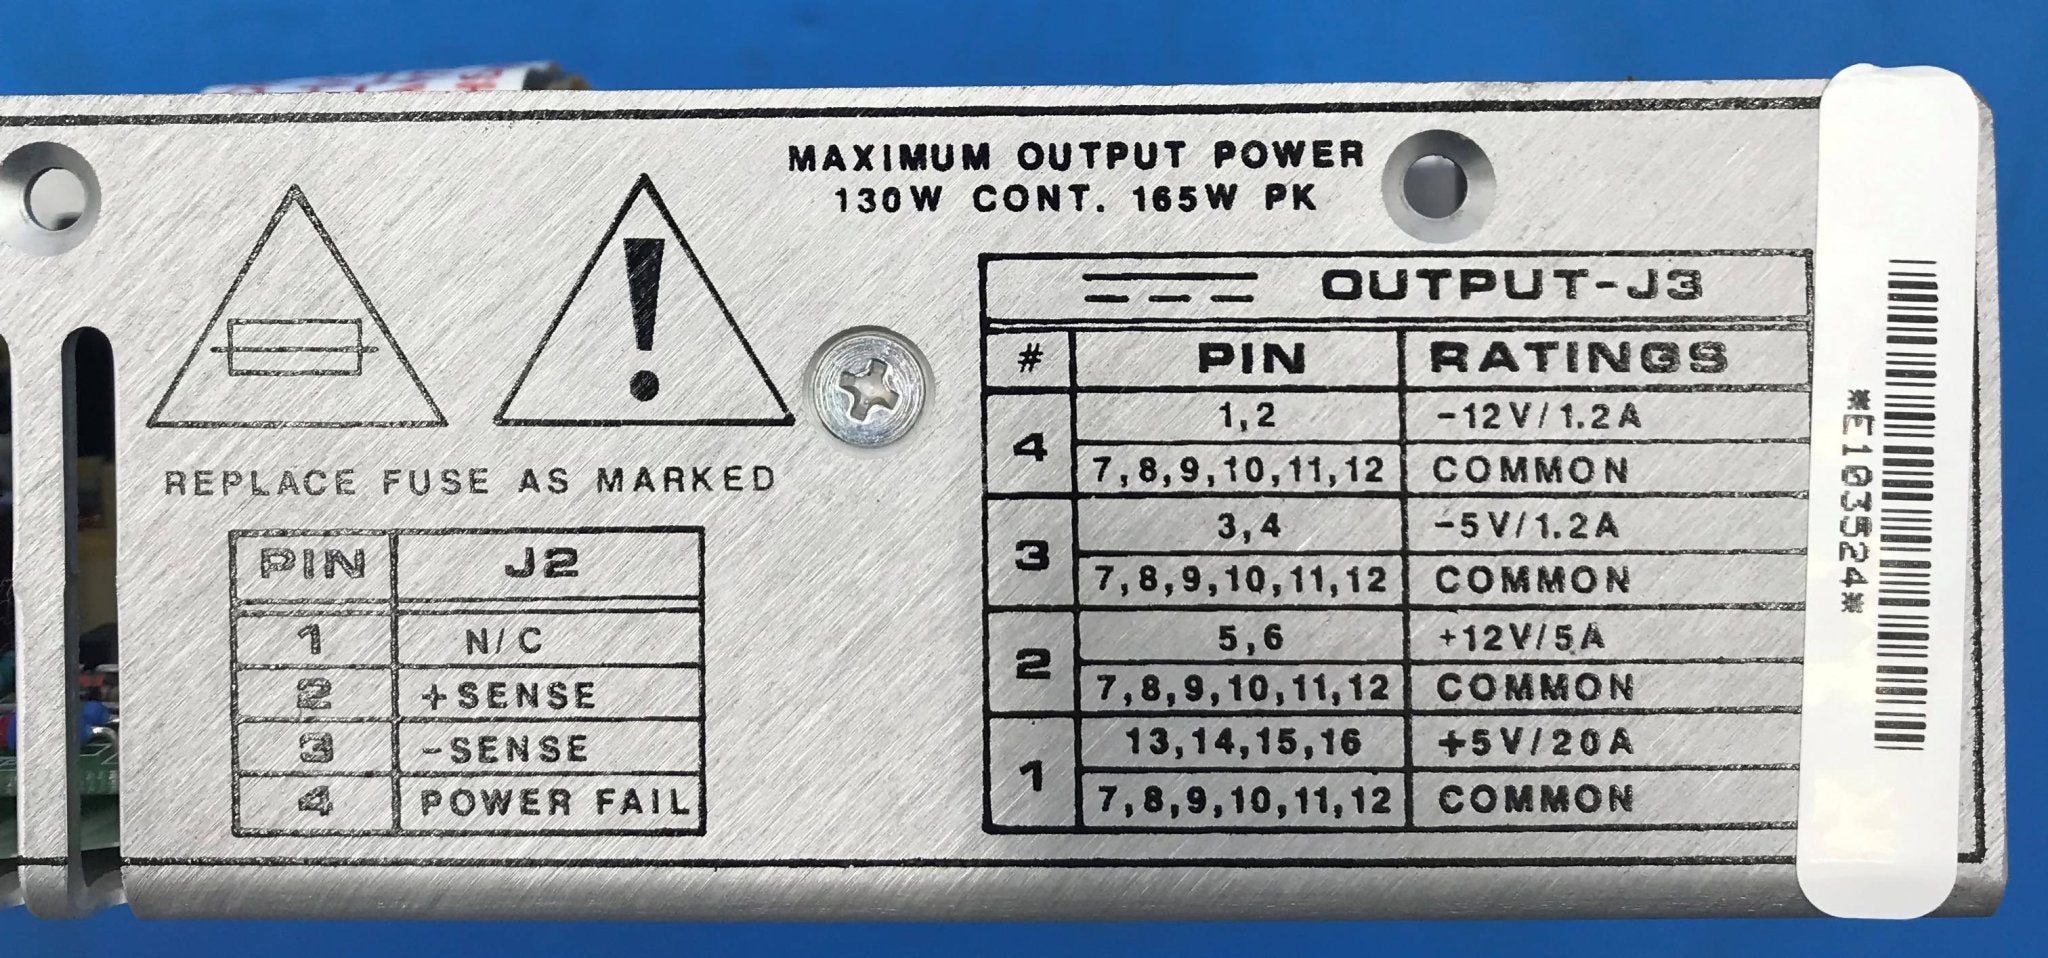 MAXIMUM OUTPUT POWER
130W CONT. 165W PK
REPLACE FUSE AS MARKED
PIN J2
1 N/C
2 +SENSE
3 -SENSE
4 POWER FAIL
OUTPUT-J3
# PIN RATINGS
4 1,2 -12V/1.2A
7,8,9,10,11,12 COMMON
3 3,4 -5V/1.2A
7,8,9,10,11,12 COMMON
2 5,6 +12V/5A
7,8,9,10,11,12 COMMON
1 13,14,15,16 +5V/20A
7,8,9,10,11,12 COMMON
*E103524*